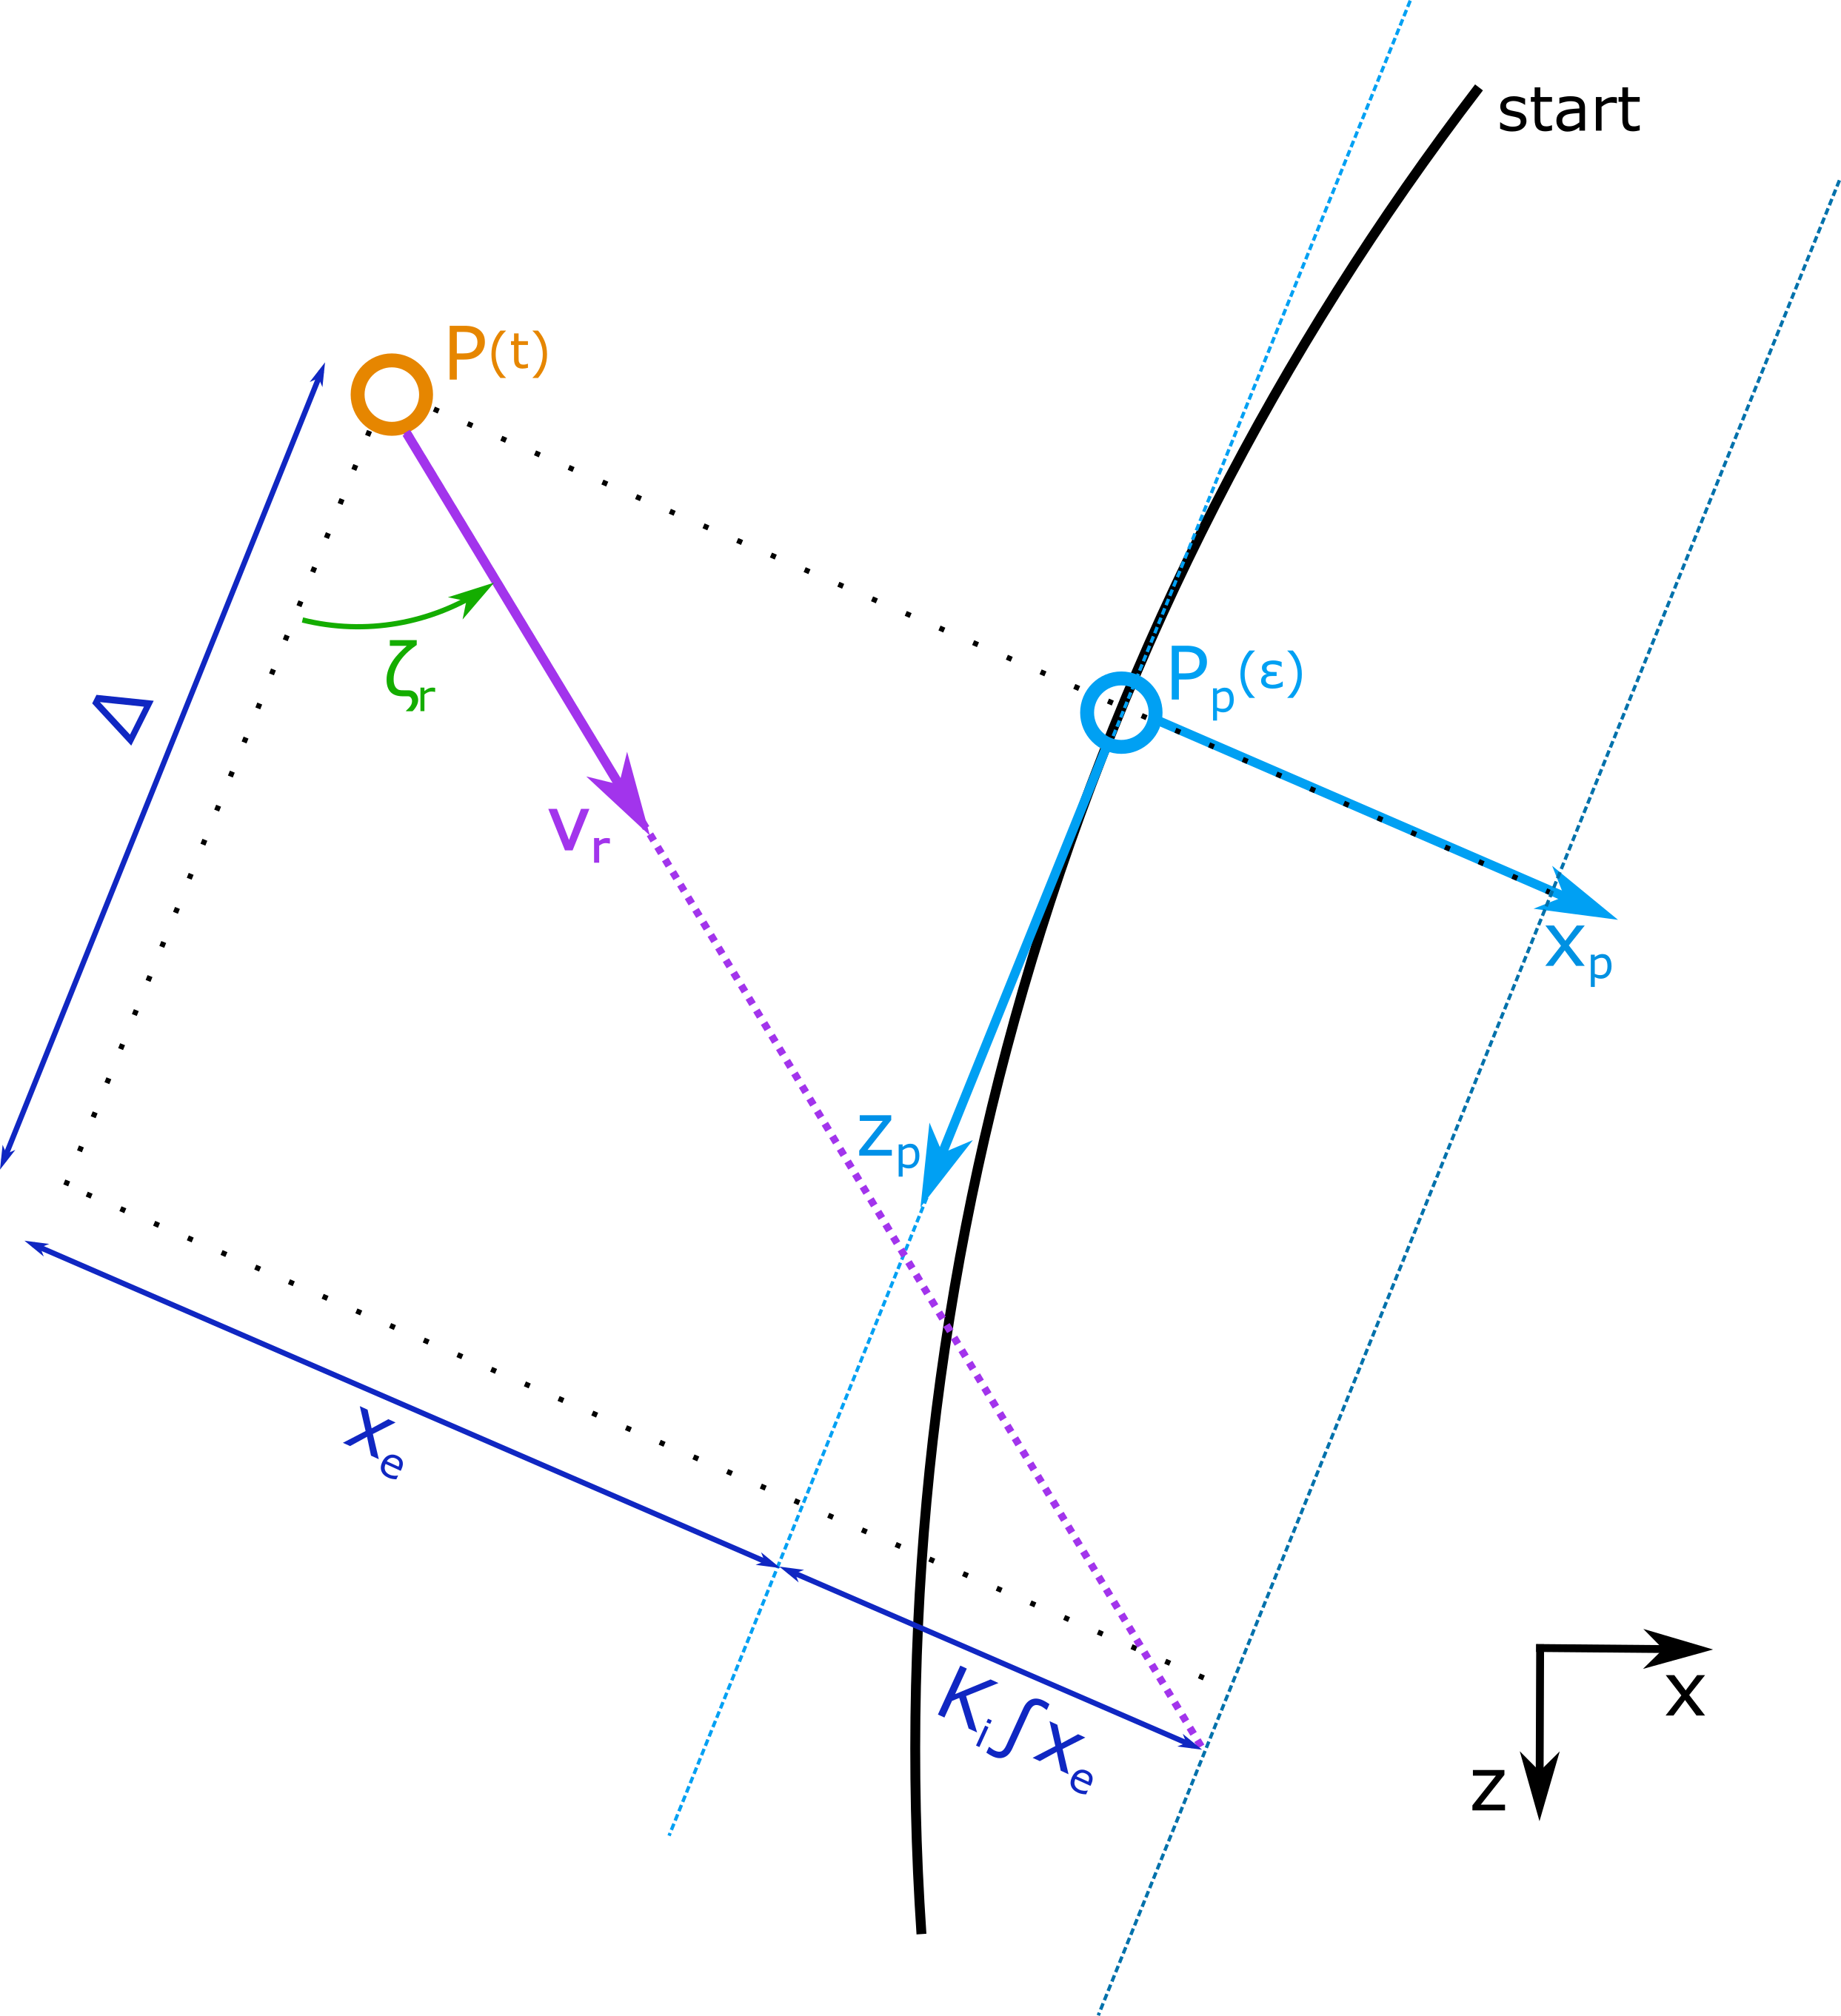 start
P(t)
Pp(ε)
ζr
Δ
vr
xp
zp
xe
Ki∫xe
x
z